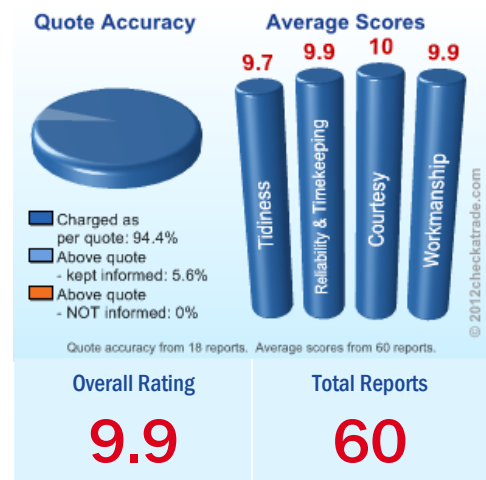 Quote Accuracy
Average Scores
9.7
9.9
10
9.9
Tidiness
Reliability & Timekeeping
Courtesy
Workmanship
Charged as
per quote: 94.4%
Above quote
- kept informed: 5.6%
Above quote
- NOT informed: 0%
© 2012checkatrade.com
Quote accuracy from 18 reports. Average scores from 60 reports.
Overall Rating
9.9
Total Reports
60